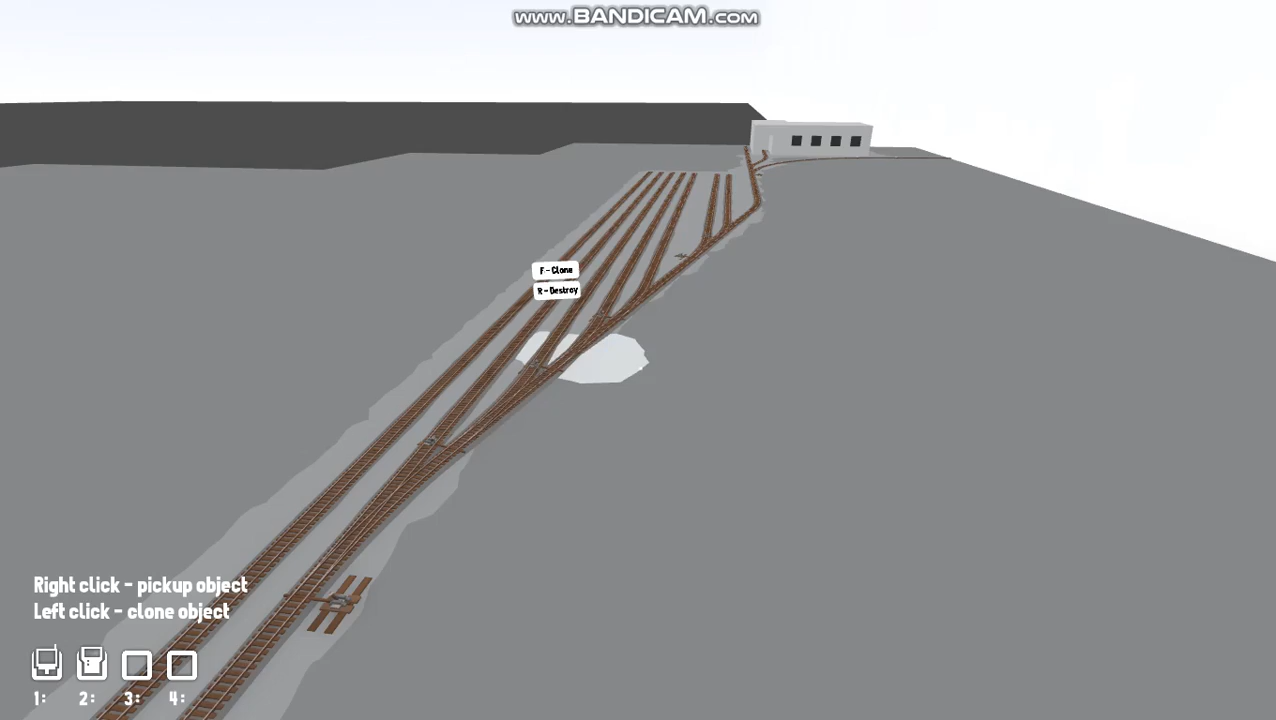 www.BANDICAM.com
F - Clone
R - Destroy
Right click - pickup object
Left click - clone object
1: 2: 3: 4: